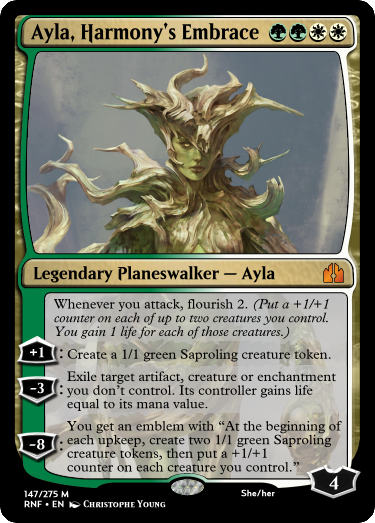 Ayla, Harmony's Embrace
Legendary Planeswalker — Ayla
Whenever you attack, flourish 2. (Put a +1/+1
counter on each of up to two creatures you control.
You gain 1 life for each of those creatures.)
+1: Create a 1/1 green Saproling creature token.
-3: Exile target artifact, creature or enchantment
you don't control. Its controller gains life
equal to its mana value.
-8: You get an emblem with “At the beginning of
each upkeep, create two 1/1 green Saproling
creature tokens, then put a +1/+1
counter on each creature you control.”
4
147/275 M
She/her
RNF • EN Christophe Young